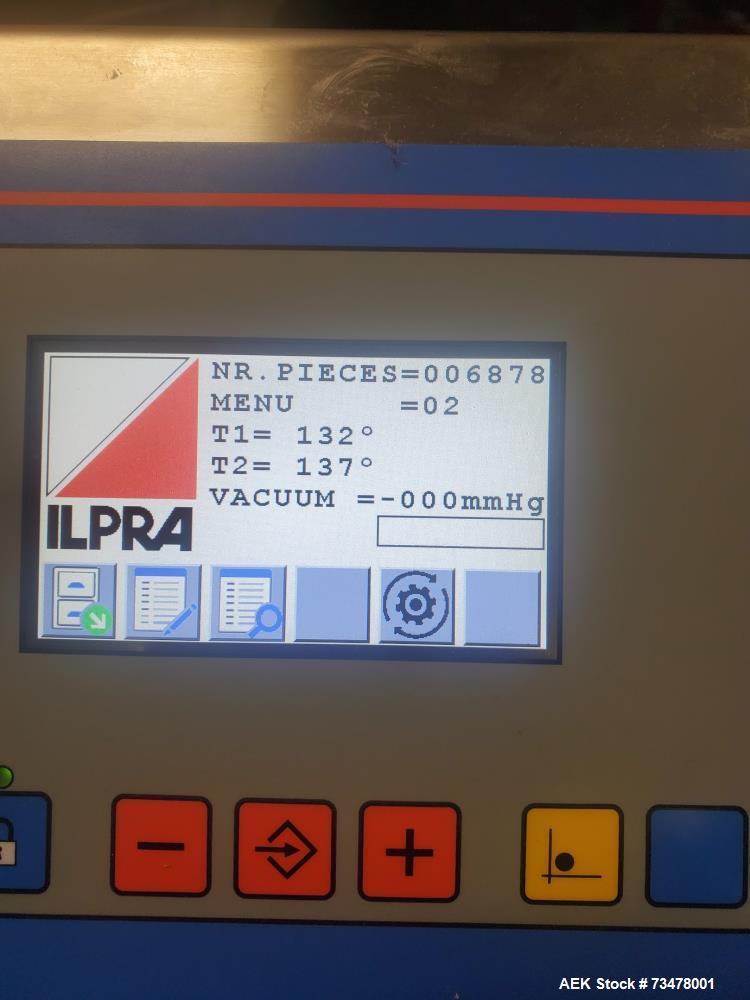 NR.PIECES=006878
MENU =02
T1= 132°
T2= 137°
VACUUM =-000mmHg
ILPRA
AEK Stock # 73478001